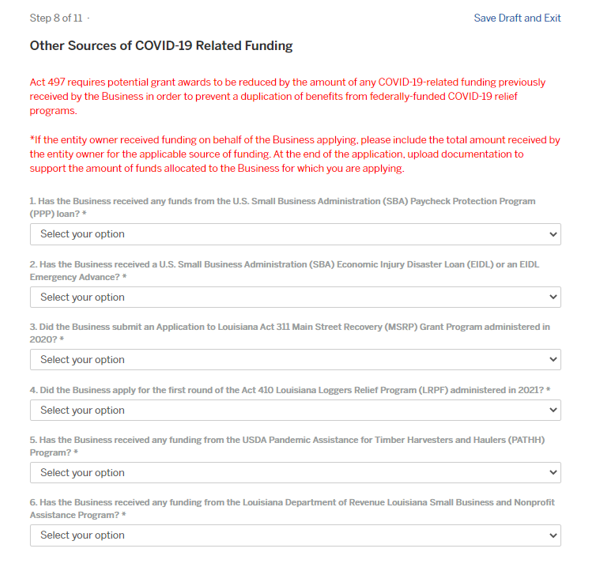 Step 8 of 11 ·
Save Draft and Exit
Other Sources of COVID-19 Related Funding
Act 497 requires potential grant awards to be reduced by the amount of any COVID-19-related funding previously
received by the Business in order to prevent a duplication of benefits from federally-funded COVID-19 relief
programs.
*If the entity owner received funding on behalf of the Business applying, please include the total amount received by
the entity owner for the applicable source of funding. At the end of the application, upload documentation to
support the amount of funds allocated to the Business for which you are applying.
1. Has the Business received any funds from the U.S. Small Business Administration (SBA) Paycheck Protection Program
(PPP) loan? *
Select your option
2. Has the Business received a U.S. Small Business Administration (SBA) Economic Injury Disaster Loan (EIDL) or an EIDL
Emergency Advance? *
Select your option
3. Did the Business submit an Application to Louisiana Act 311 Main Street Recovery (MSRP) Grant Program administered in
2020? *
Select your option
4. Did the Business apply for the first round of the Act 410 Louisiana Loggers Relief Program (LRPF) administered in 2021? *
Select your option
5. Has the Business received any funding from the USDA Pandemic Assistance for Timber Harvesters and Haulers (PATHH)
Program? *
Select your option
6. Has the Business received any funding from the Louisiana Department of Revenue Louisiana Small Business and Nonprofit
Assistance Program? *
Select your option